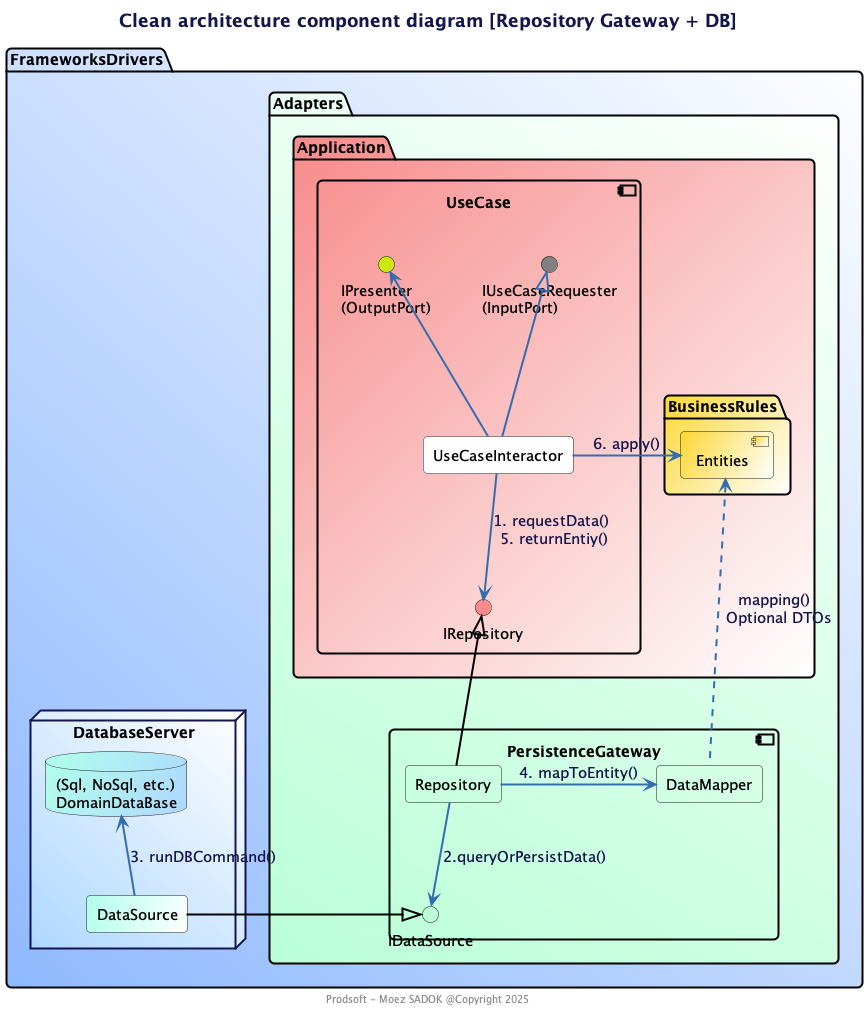 Clean architecture component diagram [Repository Gateway + DB]
FrameworksDrivers
Adapters
Application
UseCase
IPresenter
(OutputPort)
IUseCaseRequester
(InputPort)
BusinessRules
Entities
UseCaseInteractor
6. apply()
1. requestData()
5. returnEntiy()
IRepository
mapping()
Optional DTOs
DatabaseServer
(Sql, NoSql, etc.)
DomainDataBase
3. runDBCommand()
DataSource
PersistenceGateway
Repository
4. mapToEntity()
DataMapper
2.queryOrPersistData()
IDataSource
Prodsoft - Moez SADOK @Copyright 2025